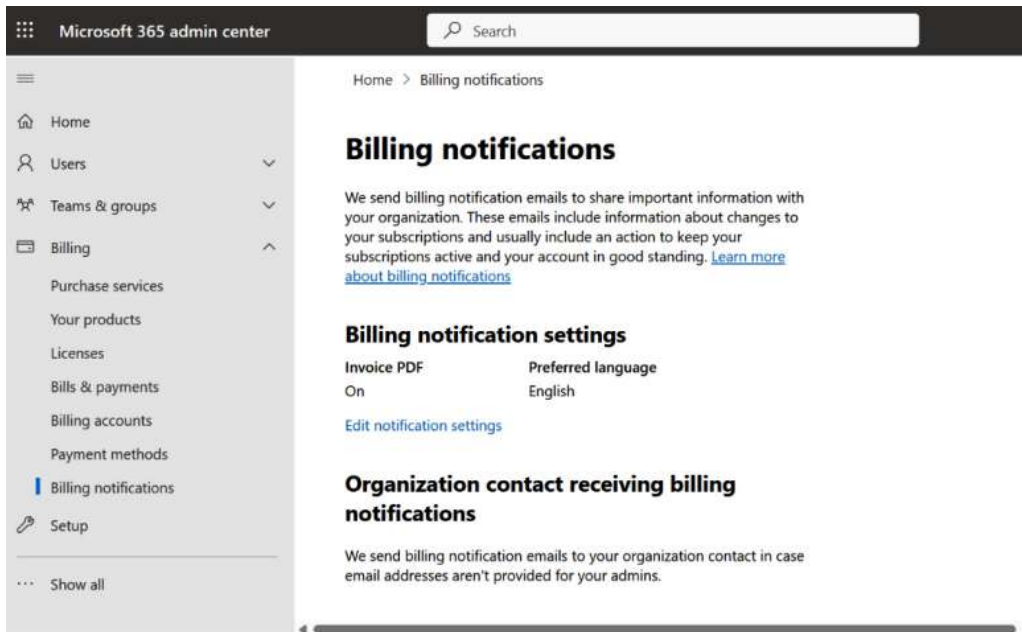 Microsoft 365 admin center
Search
Home
Users
Teams & groups
Billing
Purchase services
Your products
Licenses
Bills & payments
Billing accounts
Payment methods
Billing notifications
Setup
Show all
Home > Billing notifications
Billing notifications
We send billing notification emails to share important information with
your organization. These emails include information about changes to
your subscriptions and usually include an action to keep your
subscriptions active and your account in good standing. Learn more
about billing notifications
Billing notification settings
Invoice PDF Preferred language
On English
Edit notification settings
Organization contact receiving billing
notifications
We send billing notification emails to your organization contact in case
email addresses aren't provided for your admins.